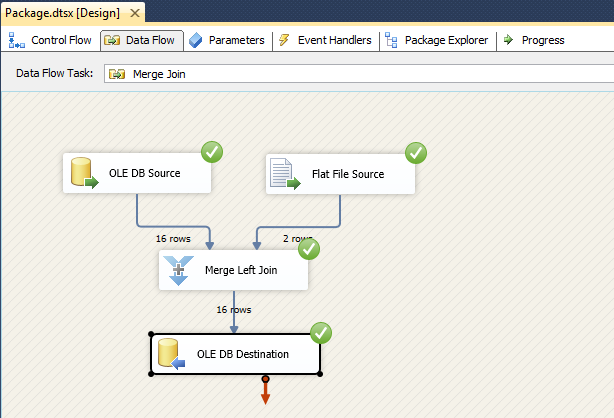 Package.dtsx [Design]
Control Flow Data Flow Parameters Event Handlers Package Explorer Progress
Data Flow Task: Merge Join
OLE DB Source Flat File Source
16 rows 2 rows
Merge Left Join
16 rows
OLE DB Destination